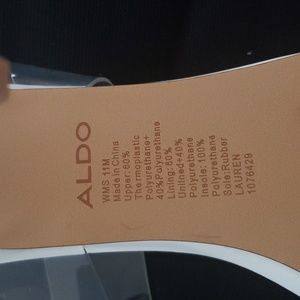 ALDO
WMS 11M
Made in China
Upper: 60%
Thermoplastic
Polyurethane+
40%Polyurethane
Lining: 60%
Unlined+40%
Polyurethane
Insole: 100%
Polyurethane
Sole:Rubber
LAUREN
1076429